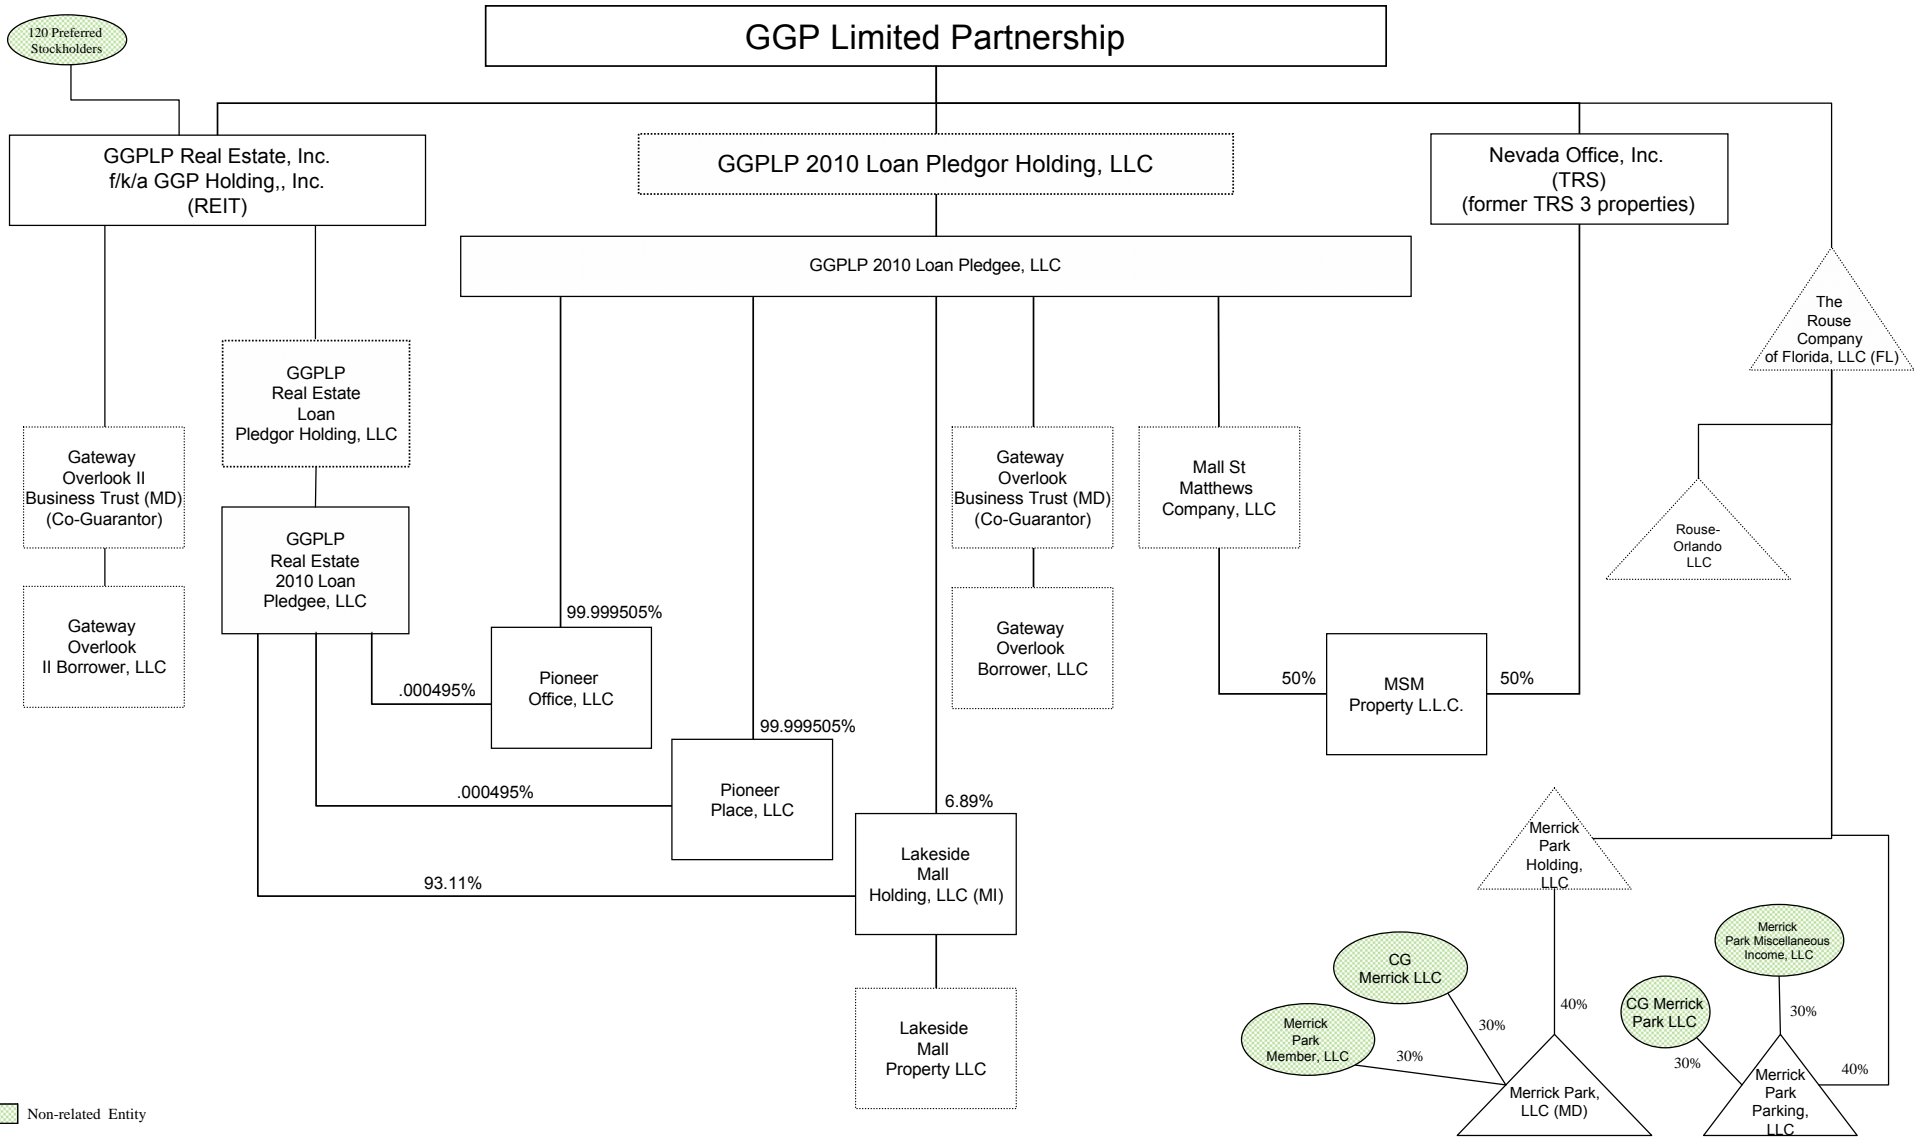 120 Preferred
Stockholders
GGP Limited Partnership
GGPLP Real Estate, Inc.
f/k/a GGP Holding,, Inc.
(REIT)
GGPLP 2010 Loan Pledgor Holding, LLC
Nevada Office, Inc.
(TRS)
(former TRS 3 properties)
GGPLP 2010 Loan Pledgee, LLC
The
Rouse
Company
of Florida, LLC (FL)
GGPLP
Real Estate
Loan
Pledgor Holding, LLC
Gateway
Overlook II
Business Trust (MD)
(Co-Guarantor)
Gateway
Overlook
Business Trust (MD)
(Co-Guarantor)
Mall St
Matthews
Company, LLC
Rouse-
Orlando
LLC
GGPLP
Real Estate
2010 Loan
Pledgee, LLC
Gateway
Overlook
II Borrower, LLC
99.999505%
Pioneer
Office, LLC
.000495%
Gateway
Overlook
Borrower, LLC
50%
MSM
Property L.L.C.
50%
99.999505%
Pioneer
Place, LLC
.000495%
6.89%
Lakeside
Mall
Holding, LLC (MI)
93.11%
Merrick
Park
Holding,
LLC
Lakeside
Mall
Property LLC
CG
Merrick LLC
Merrick
Park Miscellaneous
Income, LLC
CG Merrick
Park LLC
Merrick
Park
Member, LLC
40%
30%
30%
30%
30%
40%
Merrick Park,
LLC (MD)
Merrick
Park
Parking,
LLC
Non-related Entity